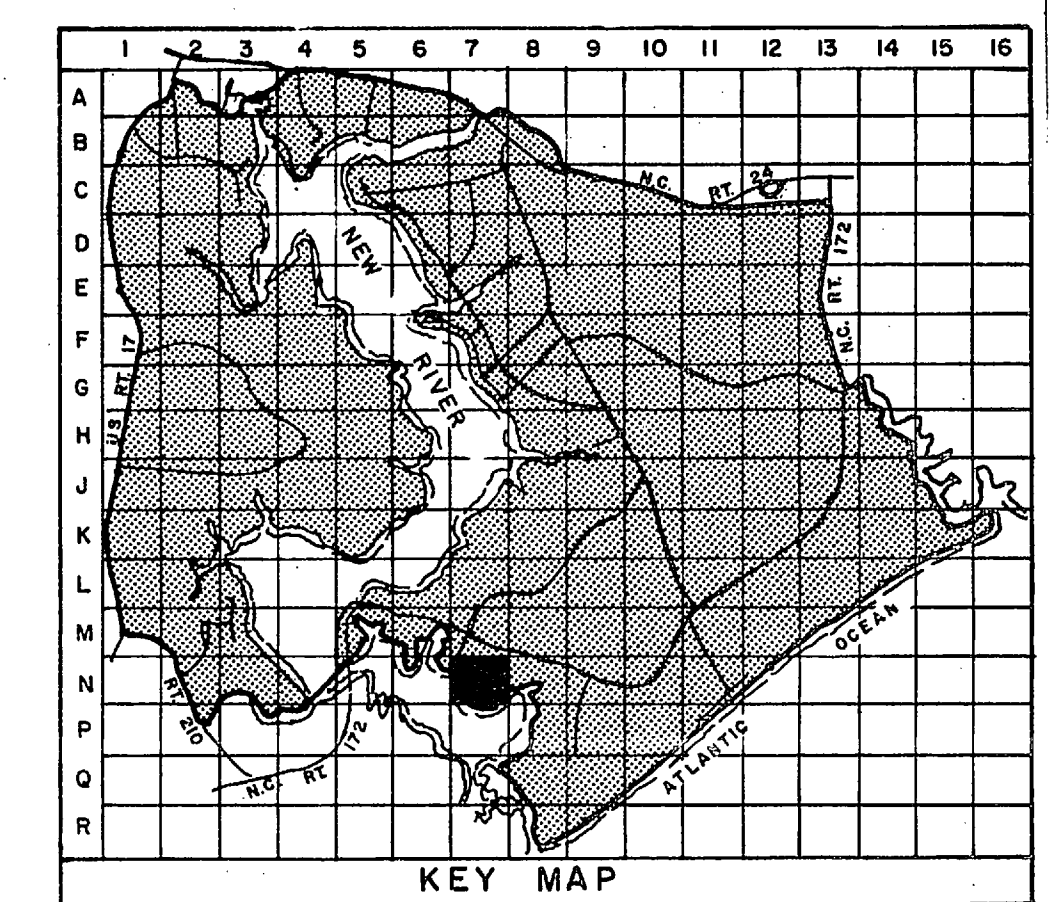 1 2 3 4 5 6 7 8 9 10 11 12 13 14 15 16
A
B
C
D
E
F
G
H
J
K
L
M
N
P
Q
R
N.C. RT. 24
N.C. RT. 172
NEW RIVER
US RT 17
RT. 210
N.C. RT. 172
ATLANTIC OCEAN
KEY MAP